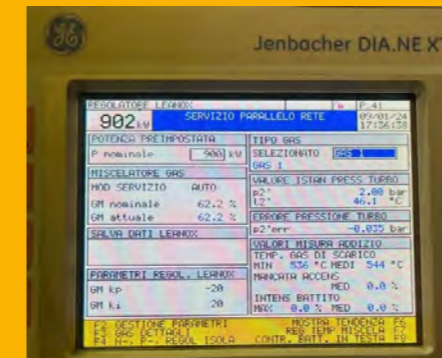 Jenbacher DIA.NE X
REGOLATORE LEANOX
P 41
902 kW
SERVIZIO PARALLELO RETE
09/01/24
17:36:38
POTENZA PREIMPOSTATA
P nominale 900 kW
TIPO GAS
SELEZIONATO GAS 1
GAS 1
MISCELATORE GAS
MOD SERVIZIO AUTO
GM nominale 62.2 %
GM attuale 62.2 %
VALORE ISTAN PRESS TURBO
p2' 2.00 bar
t2' 46.1 °C
ERRORE PRESSIONE TURBO
p2'err -0.035 bar
SALVA DATI LEANOX
VALORI MISURA ADDIZIO
TEMP. GAS DI SCARICO
MIN 536 °C MEDI 544 °C
MANCATA ACCENS
MED 0.0 %
INTENS BATTITO
MAX 0.0 % MED 0.0 %
PARAMETRI REGOL. LEANOX
GM kp -20
GM ki 20
F2 GESTIONE PARAMETRI
F3 GAS DETTAGLI
F4 N-, P-, REGOL ISOLA
MOSTRA TENDENZA F6
REG TEMP MISCELA F7
CONTR. BATT. IN TESTA F8